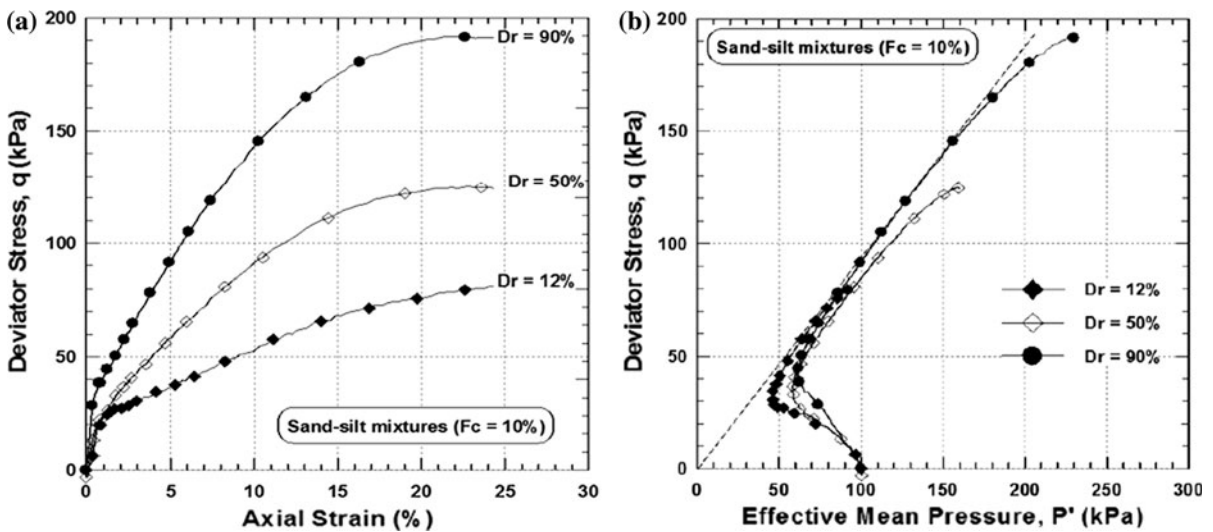 (a)
200
150
100
50
0
Deviator Stress, q (kPa)
Dr = 90%
Dr = 50%
Dr = 12%
Sand-silt mixtures (Fc = 10%)
0 5 10 15 20 25 30
Axial Strain (%)
(b)
200
150
100
50
0
Deviator Stress, q (kPa)
Sand-silt mixtures (Fc = 10%)
Dr = 12%
Dr = 50%
Dr = 90%
0 50 100 150 200 250 300
Effective Mean Pressure, P' (kPa)